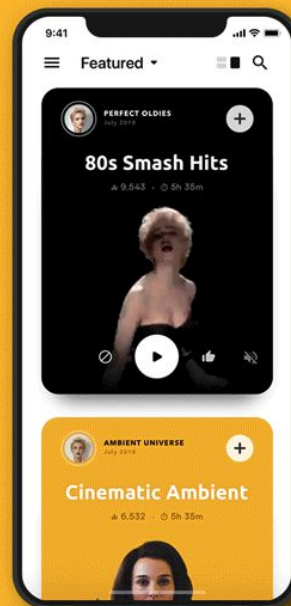 9:41
Featured
PERFECT OLDIES
July 2019
80s Smash Hits
9,543 · 5h 35m
AMBIENT UNIVERSE
July 2019
Cinematic Ambient
6,532 · 5h 35m